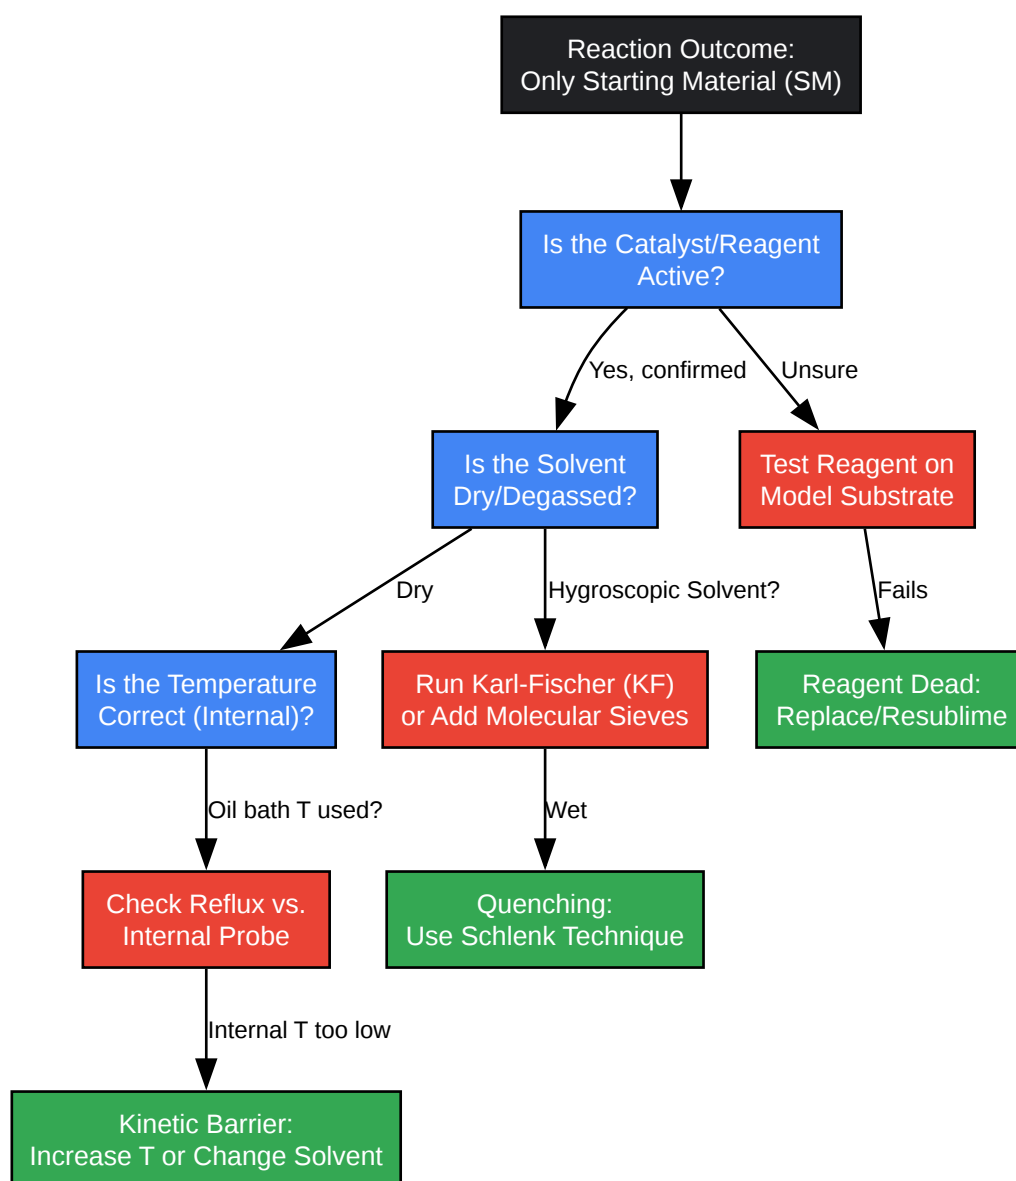 Reaction Outcome:
Only Starting Material (SM)
Is the Catalyst/Reagent
Active?
Yes, confirmed
Unsure
Is the Solvent
Dry/Degassed?
Test Reagent on
Model Substrate
Dry
Hygroscopic Solvent?
Fails
Is the Temperature
Correct (Internal)?
Run Karl-Fischer (KF)
or Add Molecular Sieves
Reagent Dead:
Replace/Resublime
Oil bath T used?
Wet
Check Reflux vs.
Internal Probe
Quenching:
Use Schlenk Technique
Internal T too low
Kinetic Barrier:
Increase T or Change Solvent